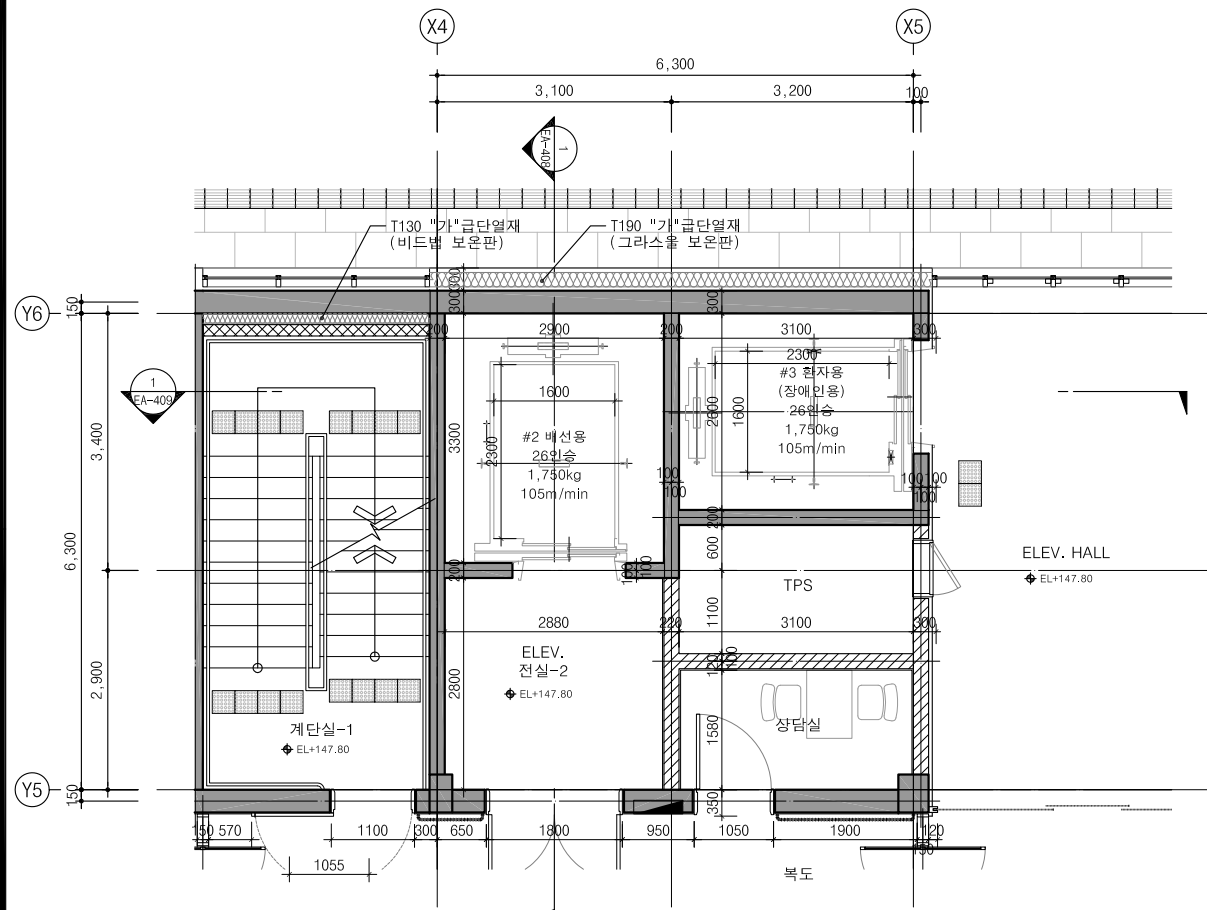 X4
X5
6,300
3,100
3,200
100
1
EA-408
T130 "가"급단열재
(비드법 보온판)
T190 "가"급단열재
(그라스울 보온판)
300
Y6
150
300
300
200
2900
200
3100
300
2300
#3 환자용
(장애인용)
26인승
1,750kg
105m/min
1
EA-409
1600
2600
1600
3,400
3300
#2 배선용
26인승
1,750kg
105m/min
2300
100
100
100
100
100
200
6,300
600
ELEV. HALL
EL+147.80
200
100
100
TPS
1100
2880
220
3100
300
ELEV.
전실-2
EL+147.80
120
100
2,900
2800
1580
상담실
계단실-1
EL+147.80
Y5
150
350
150
570
1100
300
650
1800
950
1050
1900
120
150
1055
복도